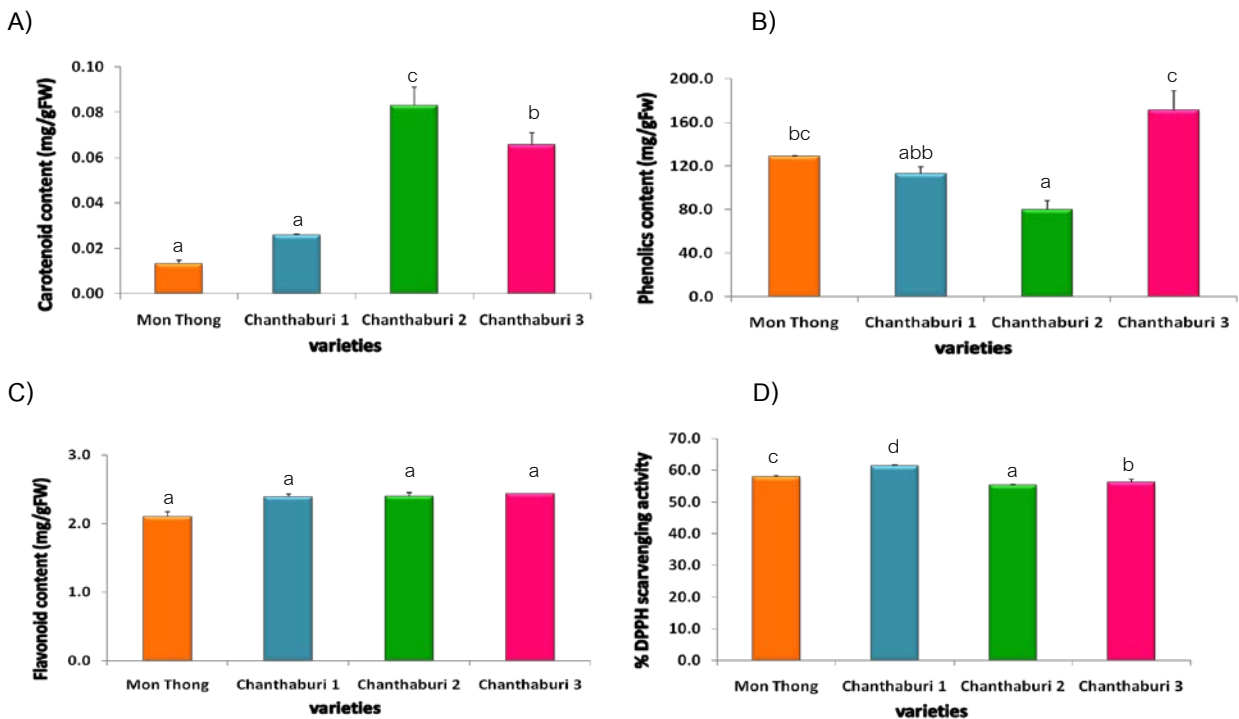 A)
Carotenoid content (mg/gFW)
0.10
0.08
0.06
0.04
0.02
0.00
a
a
c
b
Mon Thong Chanthaburi 1 Chanthaburi 2 Chanthaburi 3
varieties
B)
Phenolics content (mg/gFw)
200.0
160.0
120.0
80.0
40.0
0.0
bc
abb
a
c
Mon Thong Chanthaburi 1 Chanthaburi 2 Chanthaburi 3
varieties
C)
Flavonoid content (mg/gFW)
3.0
2.0
1.0
0.0
a
a
a
a
Mon Thong Chanthaburi 1 Chanthaburi 2 Chanthaburi 3
varieties
D)
% DPPH scarvenging activity
70.0
60.0
50.0
40.0
30.0
20.0
10.0
0.0
c
d
a
b
Mon Thong Chanthaburi 1 Chanthaburi 2 Chanthaburi 3
varieties